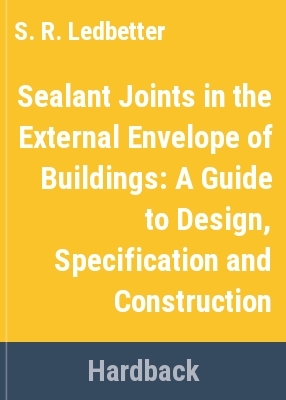 S. R. Ledbetter
Sealant Joints in the
External Envelope of
Buildings: A Guide
to Design,
Specification and
Construction
Hardback